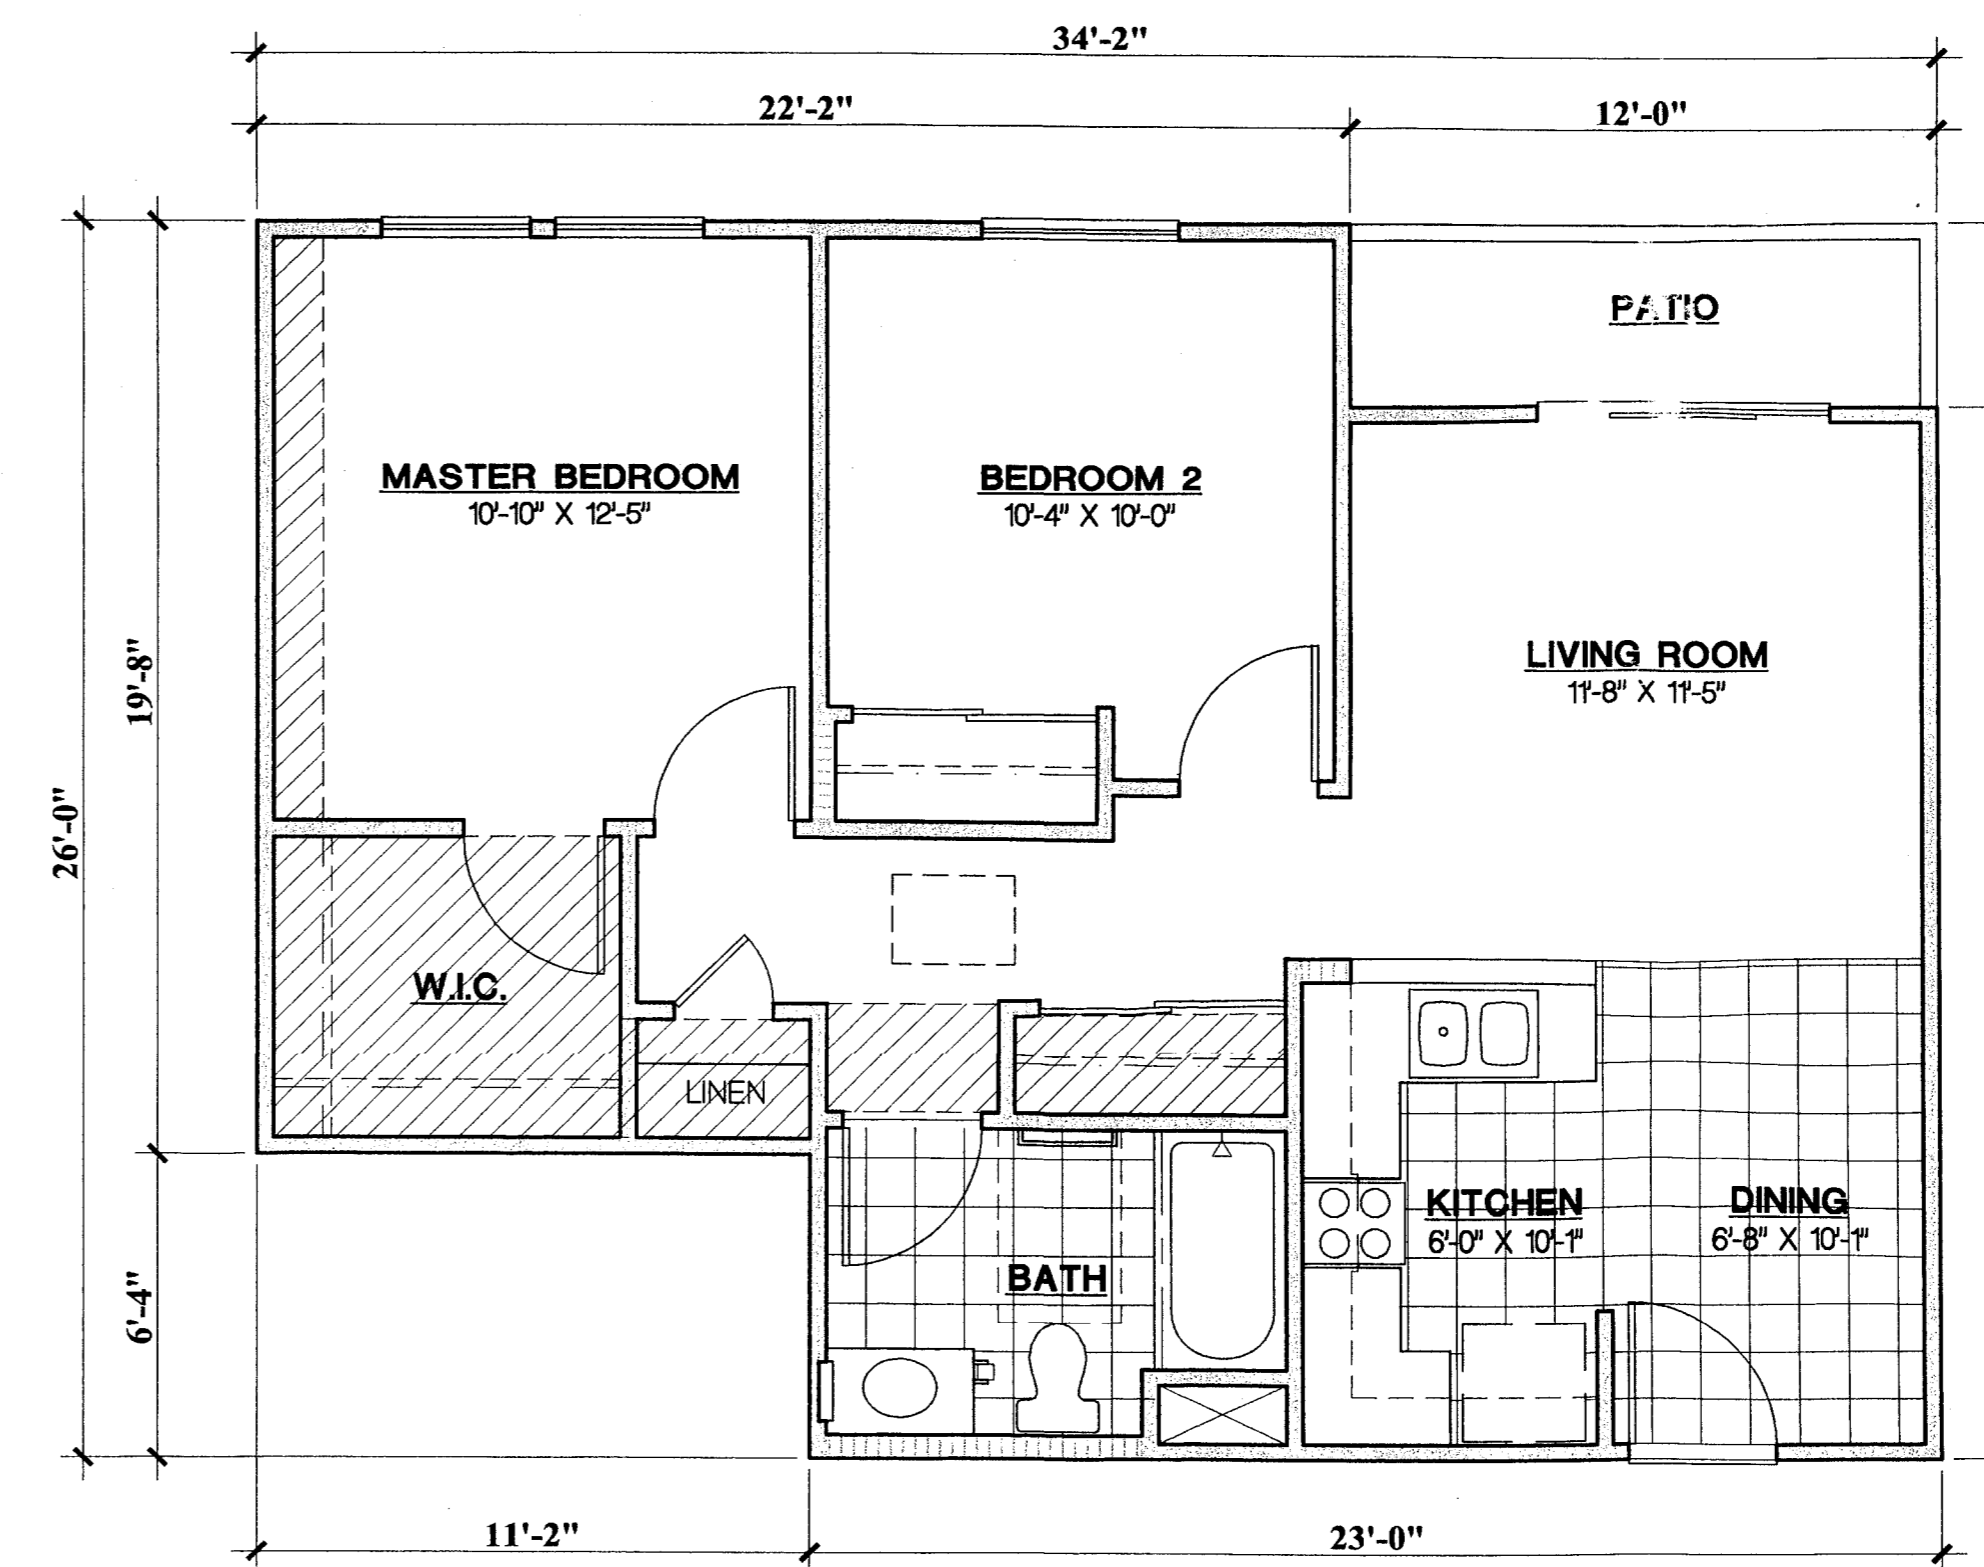 34'-2"
22'-2"
12'-0"
PATIO
MASTER BEDROOM
10'-10" X 12'-5"
BEDROOM 2
10'-4" X 10'-0"
LIVING ROOM
11'-8" X 11'-5"
19'-8"
26'-0"
W.I.C.
LINEN
KITCHEN
6'-0" X 10'-1"
DINING
6'-8" X 10'-1"
BATH
6'-4"
11'-2"
23'-0"